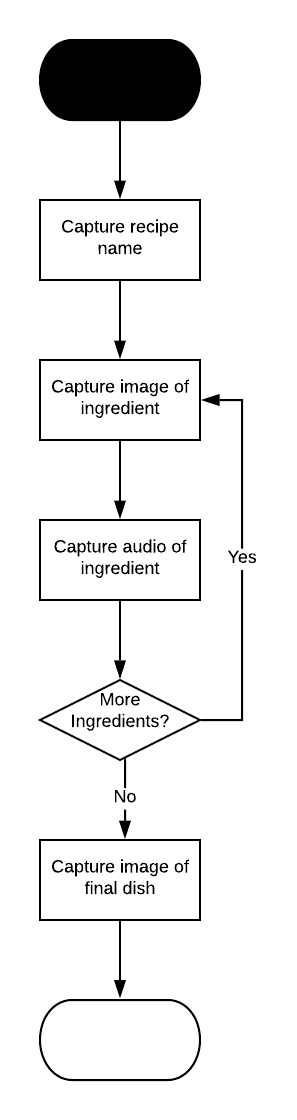 Capture recipe
name
Capture image of
ingredient
Capture audio of
ingredient
Yes
More
Ingredients?
No
Capture image of
final dish